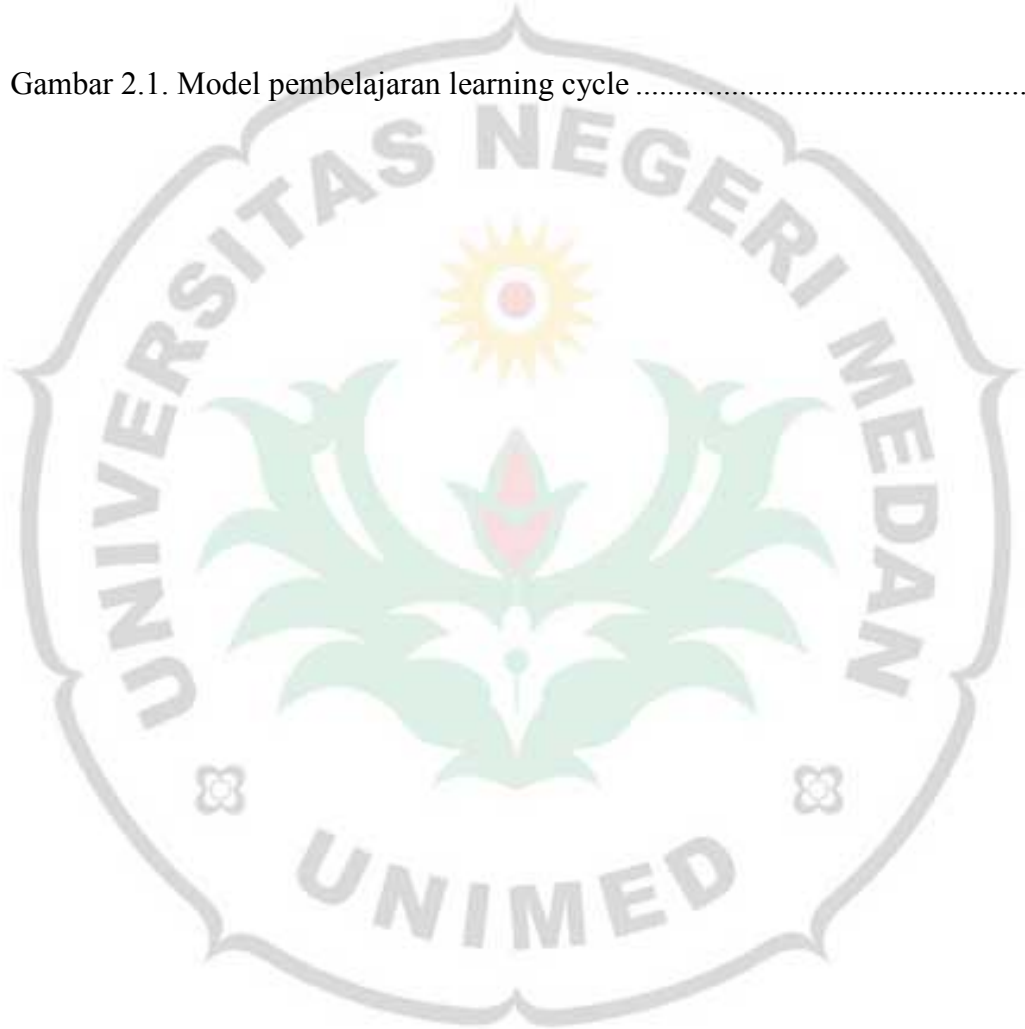 Gambar 2.1. Model pembelajaran learning cycle .................................................
UNIVERSITAS NEGERI MEDAN
UNIMED